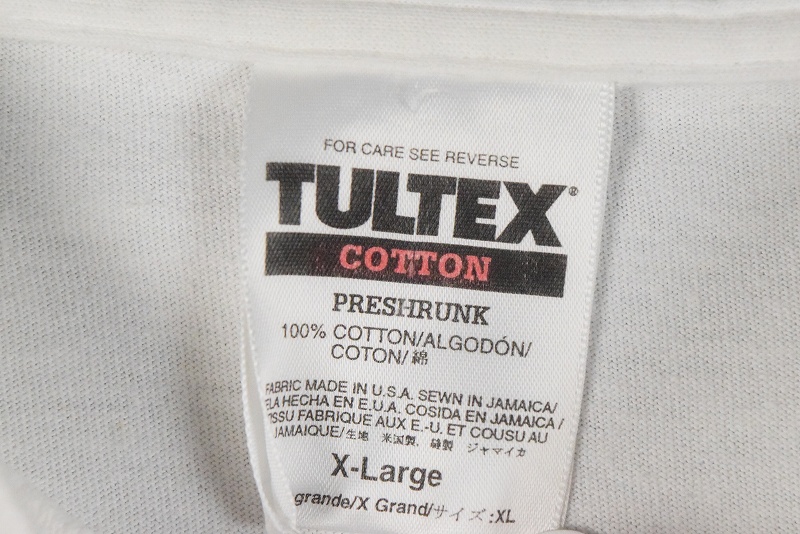 FOR CARE SEE REVERSE
TULTEX®
COTTON
PRESHRUNK
100% COTTON/ALGODÓN/
COTON/綿
FABRIC MADE IN U.S.A. SEWN IN JAMAICA/
ELA HECHA EN E.U.A. COSIDA EN JAMAICA/
TISSU FABRIQUE AUX E.-U. ET COUSU AU
JAMAIQUE/生地 米国製、縫製 ジャマイカ
X-Large
grande/X Grand/サイズ:XL